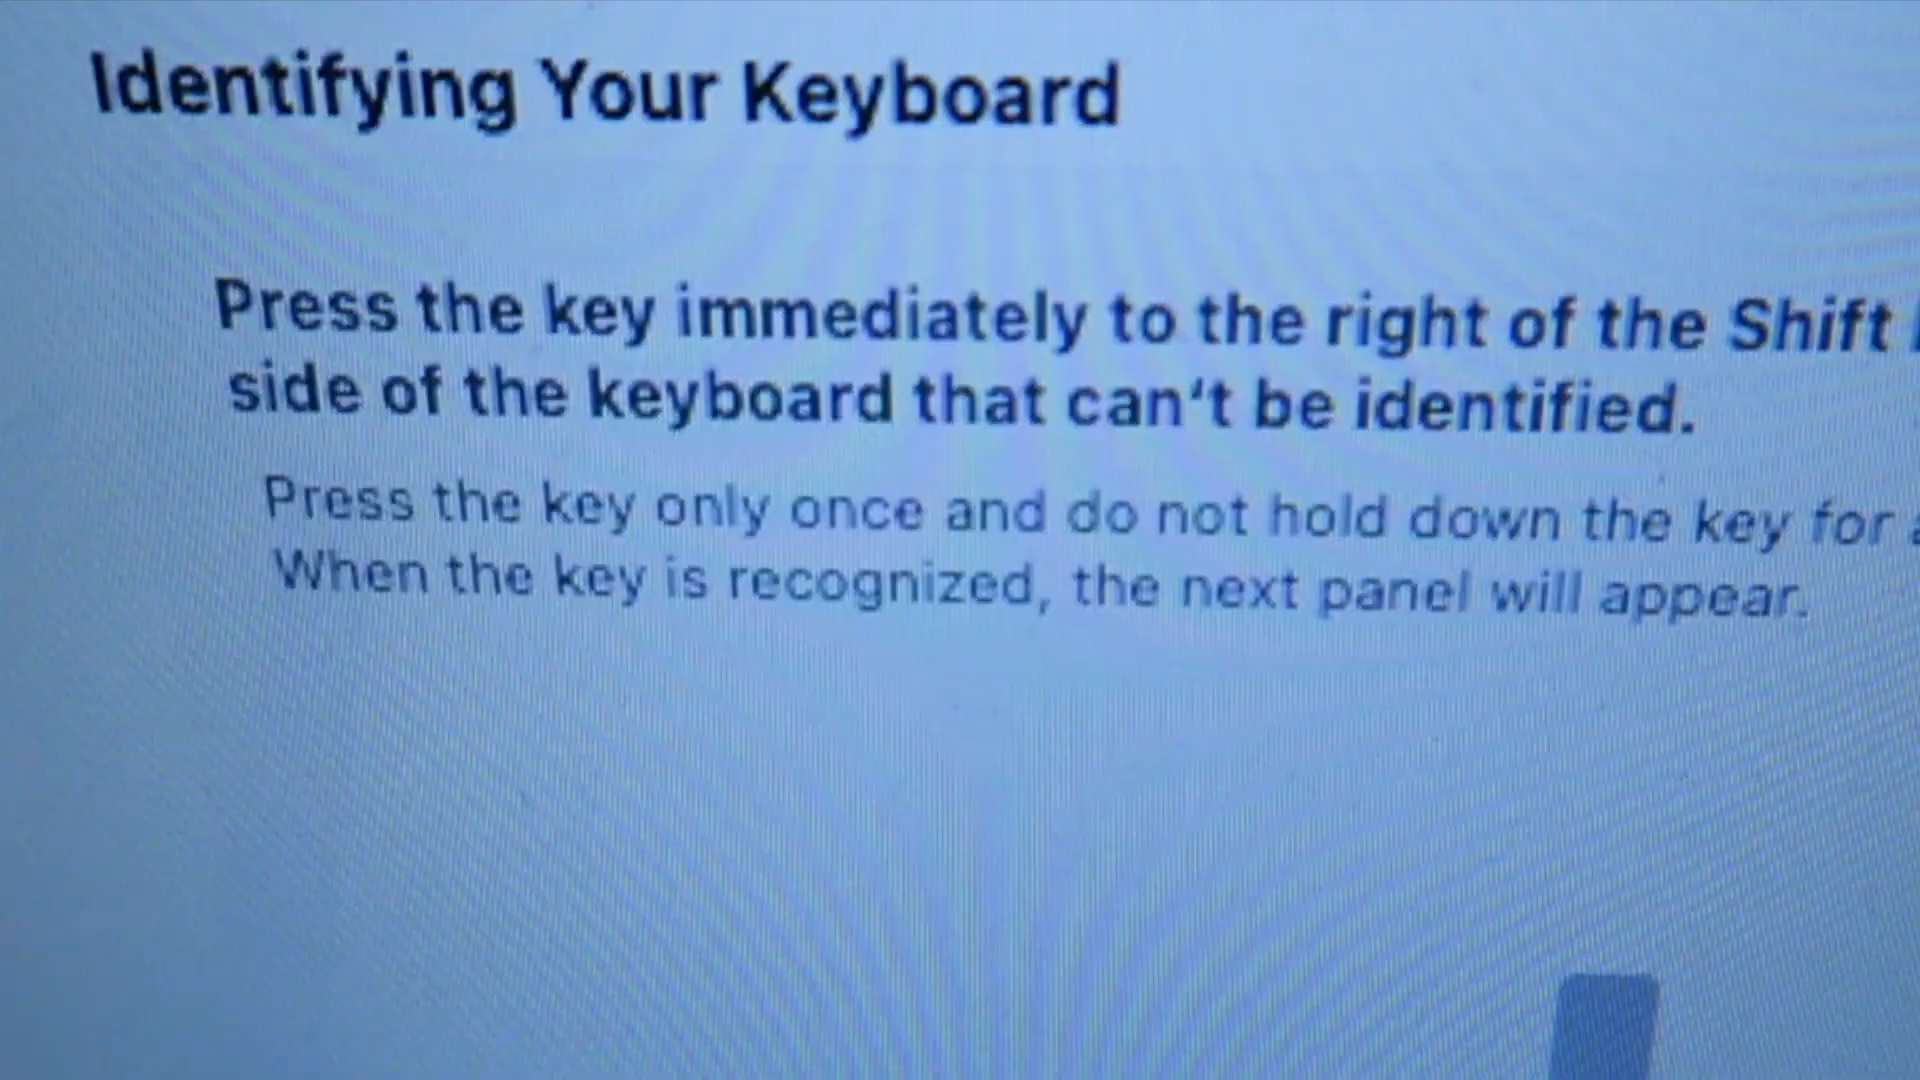 Identifying Your Keyboard
Press the key immediately to the right of the Shift
side of the keyboard that can't be identified.
Press the key only once and do not hold down the key for
When the key is recognized, the next panel will appear.